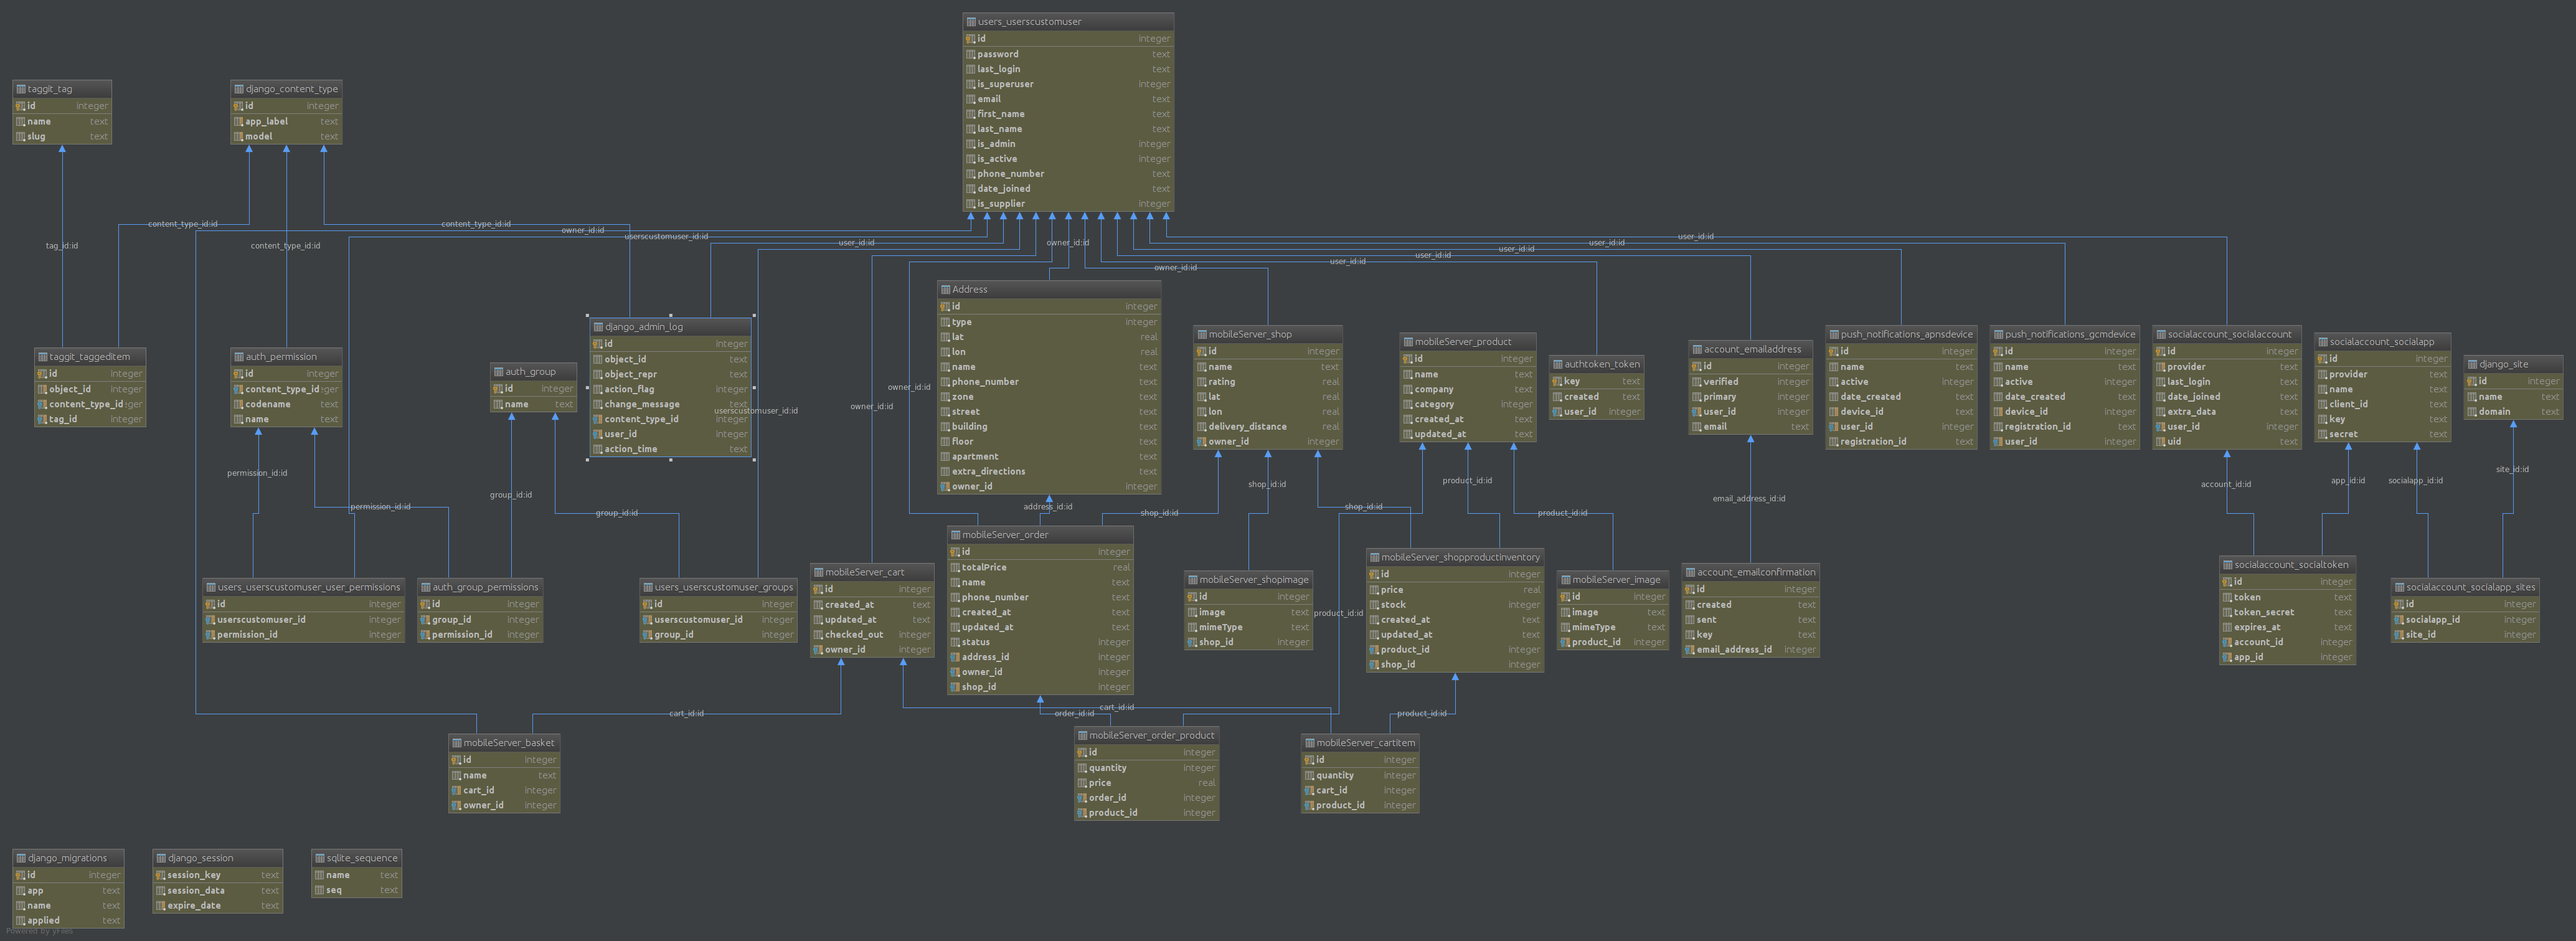 users_userscustomuser
id integer
password text
last_login text
is_superuser integer
email text
first_name text
last_name text
is_admin integer
is_active integer
phone_number text
date_joined text
is_supplier integer
taggit_tag
id integer
name text
slug text
django_content_type
id integer
app_label text
model text
content_type_id:id
content_type_id:id
owner_id:id
userscustomuser_id:id
user_id:id
owner_id:id
user_id:id
user_id:id
user_id:id
user_id:id
user_id:id
tag_id:id
content_type_id:id
owner_id:id
Address
id integer
type integer
lat real
lon real
name text
phone_number text
zone text
street text
building text
floor text
apartment text
extra_directions text
owner_id integer
django_admin_log
id integer
object_id text
object_repr text
action_flag integer
change_message text
content_type_id integer
user_id integer
action_time text
mobileServer_shop
id integer
name text
rating real
lat real
lon real
delivery_distance real
owner_id integer
mobileServer_product
id integer
name text
company text
category integer
created_at text
updated_at text
authtoken_token
key text
created text
user_id integer
account_emailaddress
id integer
verified integer
primary integer
user_id integer
email text
push_notifications_apnsdevice
id integer
name text
active integer
date_created text
device_id text
user_id integer
registration_id text
push_notifications_gcmdevice
id integer
name text
active integer
date_created text
device_id integer
registration_id text
user_id integer
socialaccount_socialaccount
id integer
provider text
last_login text
date_joined text
extra_data text
user_id integer
uid text
socialaccount_socialapp
id integer
provider text
name text
client_id text
key text
secret text
django_site
id integer
name text
domain text
taggit_taggeditem
id integer
object_id integer
content_type_id :ger
tag_id integer
auth_permission
id integer
content_type_id :ger
codename text
name text
auth_group
id integer
name text
owner_id:id
owner_id:id
userscustomuser_id:id
permission_id:id
permission_id:id
group_id:id
group_id:id
address_id:id
shop_id:id
shop_id:id
shop_id:id
product_id:id
product_id:id
email_address_id:id
account_id:id
app_id:id
socialapp_id:id
site_id:id
users_userscustomuser_user_permissions
id integer
userscustomuser_id integer
permission_id integer
auth_group_permissions
id integer
group_id integer
permission_id integer
users_userscustomuser_groups
id integer
userscustomuser_id integer
group_id integer
mobileServer_cart
id integer
created_at text
updated_at text
checked_out integer
owner_id integer
mobileServer_order
id integer
totalPrice real
name text
phone_number text
created_at text
updated_at text
status integer
address_id integer
owner_id integer
shop_id integer
mobileServer_shopimage
id integer
image text
mimeType text
shop_id integer
product_id:id
mobileServer_shopproductinventory
id integer
price real
stock integer
created_at text
updated_at text
product_id integer
shop_id integer
mobileServer_image
id integer
image text
mimeType text
product_id integer
account_emailconfirmation
id integer
created text
sent text
key text
email_address_id integer
socialaccount_socialtoken
id integer
token text
token_secret text
expires_at text
account_id integer
app_id integer
socialaccount_socialapp_sites
id integer
socialapp_id integer
site_id integer
cart_id:id
order_id:id
cart_id:id
product_id:id
mobileServer_basket
id integer
name text
cart_id integer
owner_id integer
mobileServer_order_product
id integer
quantity integer
price real
order_id integer
product_id integer
mobileServer_cartitem
id integer
quantity integer
cart_id integer
product_id integer
django_migrations
id integer
app text
name text
applied text
django_session
session_key text
session_data text
expire_date text
sqlite_sequence
name text
seq text
Powered by yFiles